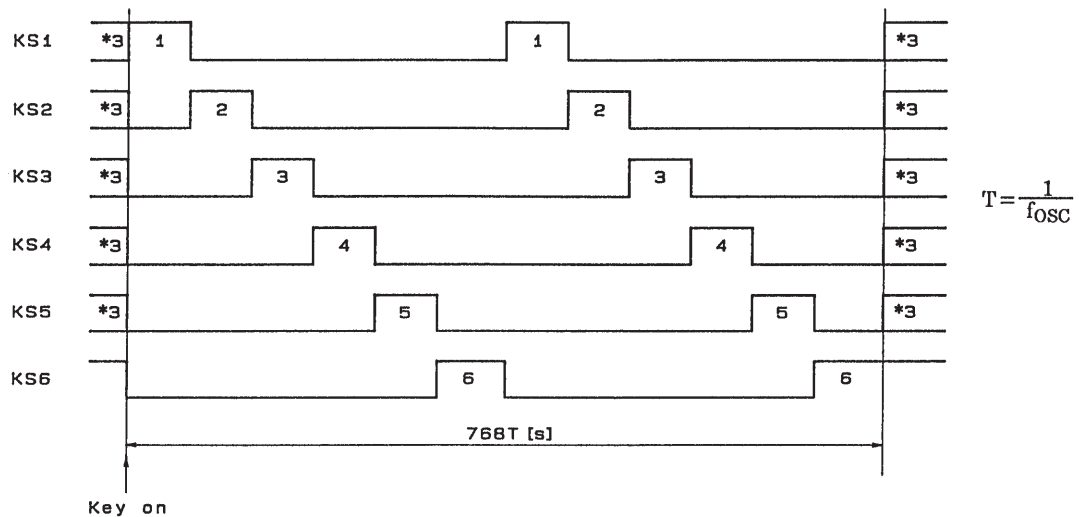 KS1 *3 1 1 *3
KS2 *3 2 2 *3
KS3 *3 3 3 *3
T=1/fOSC
KS4 *3 4 4 *3
KS5 *3 5 5 *3
KS6 6 6
768T [s]
Key on